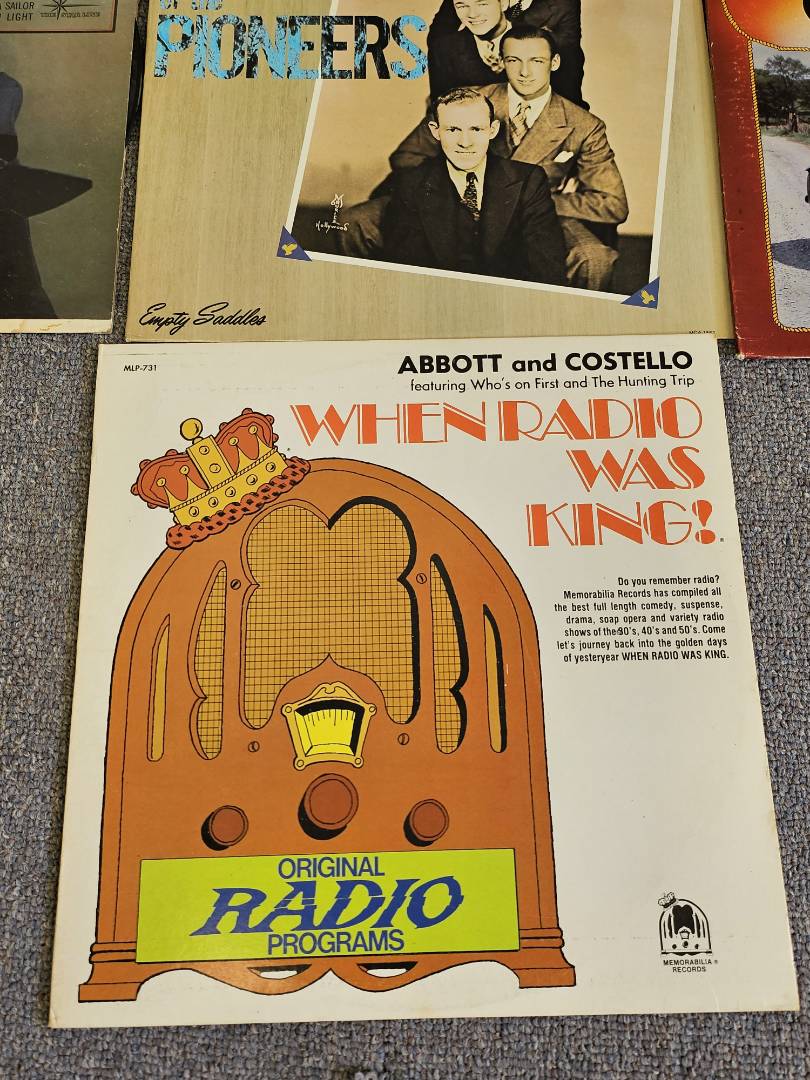 A SAILOR
LIGHT
OF THE
PIONEERS
Hollywood
Empty Saddles
MLP-731
ABBOTT and COSTELLO
featuring Who's on First and The Hunting Trip
WHEN RADIO
WAS
KING!
Do you remember radio?
Memorabilia Records has compiled all
the best full length comedy, suspense,
drama, soap opera and variety radio
shows of the 30's, 40's and 50's. Come
let's journey back into the golden days
of yesteryear WHEN RADIO WAS KING.
ORIGINAL
RADIO
PROGRAMS
MEMORABILIA ®
RECORDS